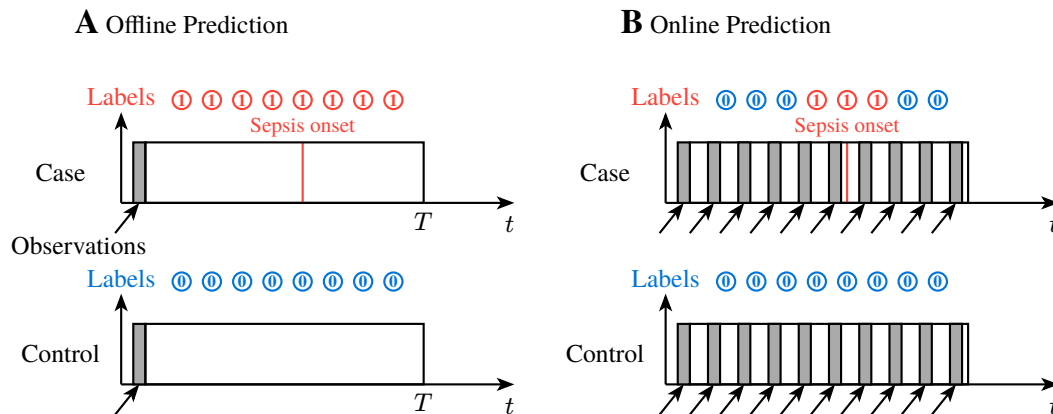 A Offline Prediction
Labels 1 1 1 1 1 1 1 1
Sepsis onset
Case
T
t
Observations
Labels 0 0 0 0 0 0 0 0
Control
T
t
B Online Prediction
Labels 0 0 0 1 1 1 0 0
Sepsis onset
Case
t
Labels 0 0 0 0 0 0 0 0
Control
t